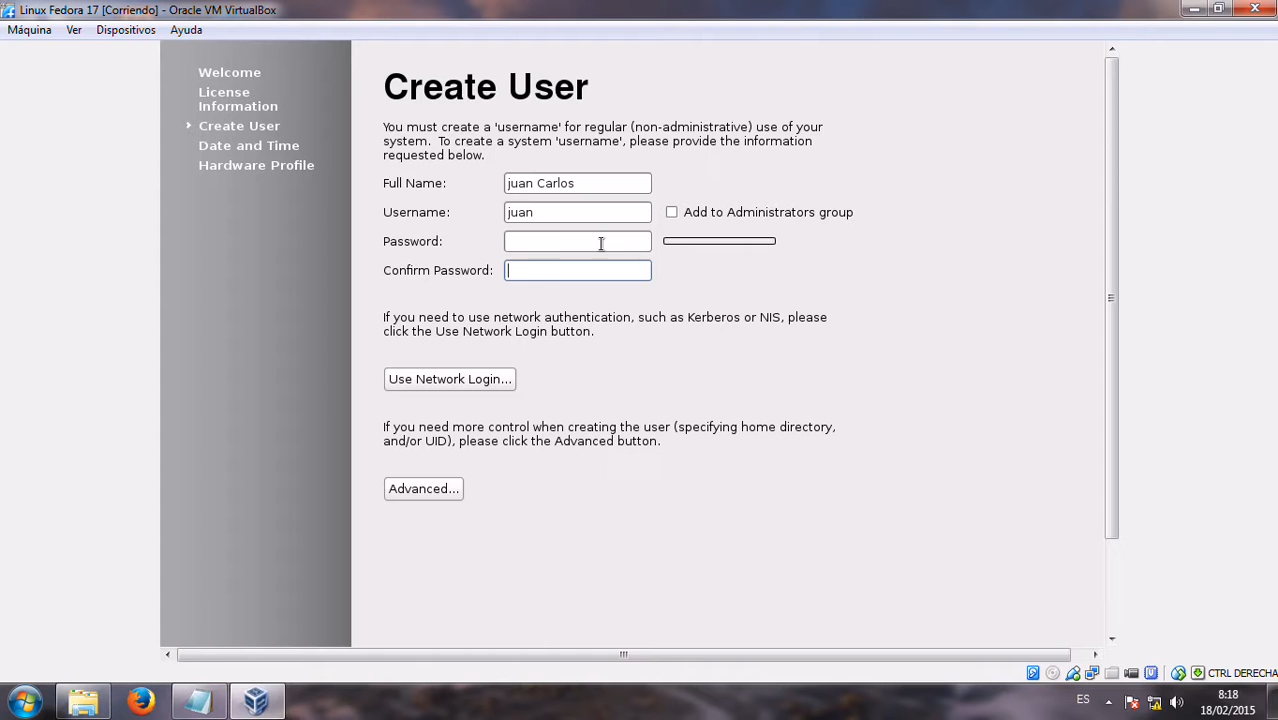 Linux Fedora 17 [Corriendo] - Oracle VM VirtualBox
Máquina Ver Dispositivos Ayuda
Welcome
License
Information
Create User
Date and Time
Hardware Profile
Create User
You must create a 'username' for regular (non-administrative) use of your
system. To create a system 'username', please provide the information
requested below.
Full Name: juan Carlos
Username: juan Add to Administrators group
Password:
Confirm Password:
If you need to use network authentication, such as Kerberos or NIS, please
click the Use Network Login button.
Use Network Login...
If you need more control when creating the user (specifying home directory,
and/or UID), please click the Advanced button.
Advanced...
CTRL DERECHA
ES 8:18
18/02/2015